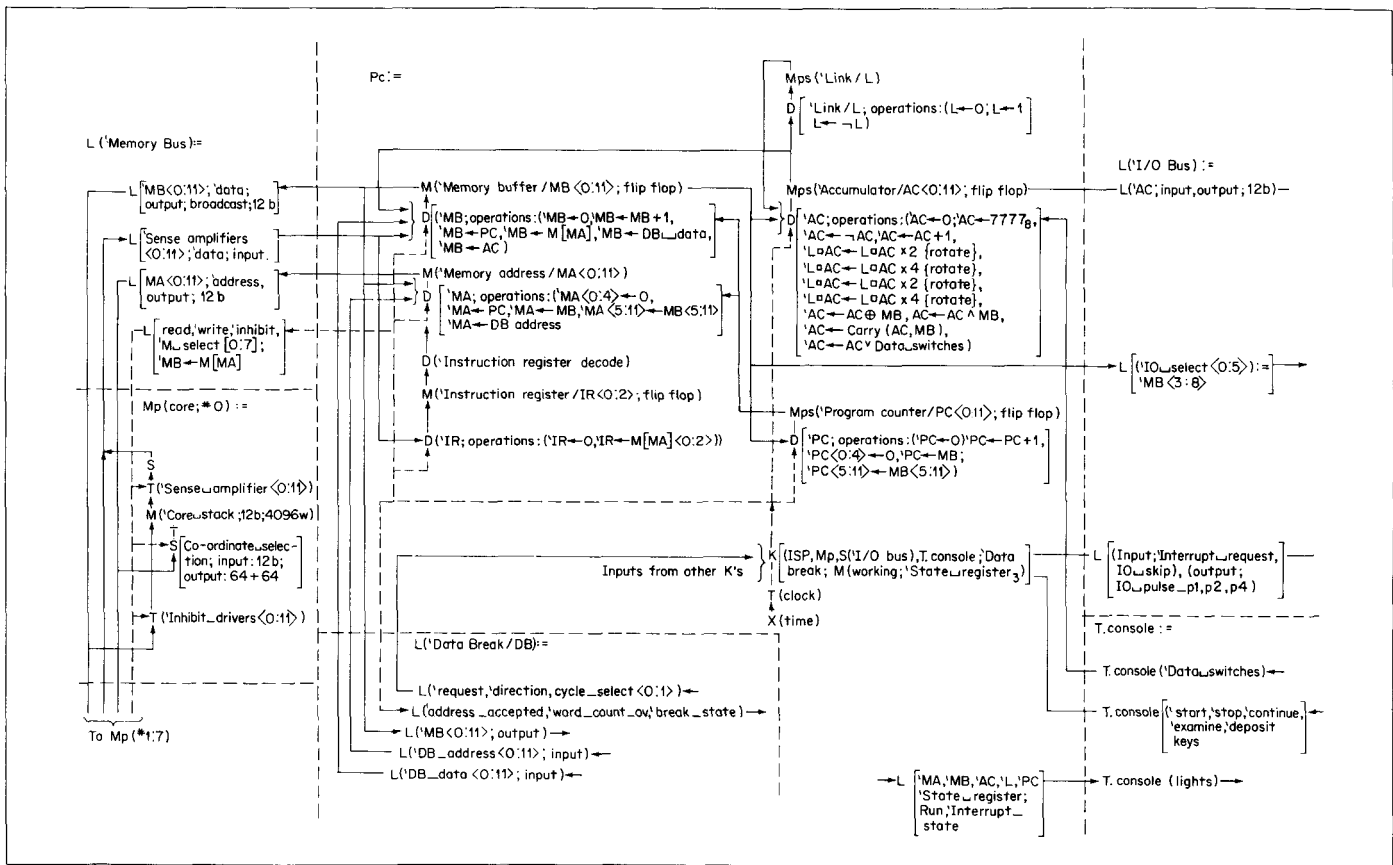 Pc:=
L('Memory Bus):=
L['MB<0:11>; 'data;
output; broadcast; 12 b]
L['Sense amplifiers
<0:11>; 'data; input.]
L[MA<0:11>; 'address,
output; 12 b]
L[read, 'write, 'inhibit,
'M␣select [0:7];
'MB←M[MA]]
Mp(core; #0) :=
S
T('Sense␣amplifier<0:11>)
M('Core␣stack; 12b; 4096w)
T
S[Co-ordinate␣selec-
tion; input: 12b;
output: 64+64]
T('Inhibit_drivers<0:11>)
To Mp(#1:7)
M('Memory buffer/MB<0:11>; flip flop)
D['MB; operations: ('MB←0, 'MB←MB+1,
'MB←PC, 'MB←M[MA], 'MB←DB␣data,
'MB←AC)]
M('Memory address/MA<0:11>)
D['MA; operations: ('MA<0:4>←0,
'MA←PC, 'MA←MB, 'MA<5:11>←MB<5:11>
'MA←DB address]
D('Instruction register decode)
M('Instruction register/IR<0:2>; flip flop)
D('IR; operations: ('IR←0, 'IR←M[MA]<0:2>))
Inputs from other K's
L('Data Break/DB):=
L('request, 'direction, cycle_select<0:1>)←
L(address_accepted, 'word_count_ov, 'break_state)→
L('MB<0:11>; output)→
L('DB_address<0:11>; input)←
L('DB_data<0:11>; input)←
Mps('Link/L)
D['Link/L; operations: (L←0; L←1
L←¬L)]
Mps('Accumulator/AC<0:11>; flip flop)
D['AC; operations: ('AC←0; 'AC←7777₈,
'AC←¬AC, 'AC←AC+1,
'L□AC←L□AC×2 {rotate},
'L□AC←L□AC×4 {rotate},
'L□AC←L□AC×2 {rotate},
'L□AC←L□AC×4 {rotate},
'AC←AC⊕MB, AC←AC∧MB,
'AC←Carry (AC,MB),
'AC←AC∨Data␣switches)]
Mps('Program counter/PC<0:11>; flip flop)
D['PC; operations: ('PC←0)'PC←PC+1,
'PC<0:4>←0, 'PC←MB;
'PC<5:11>←MB<5:11>)]
K[(ISP, Mp, S('I/O bus), T.console; 'Data
break; M(working; 'State␣register₃)]
T(clock)
X(time)
L['MA, 'MB, 'AC, 'L, 'PC
'State␣register;
Run, 'Interrupt_
state]
L('I/O Bus) :=
L('AC; input, output; 12b)
L[('IO␣select<0:5>):=
'MB<3:8>]
L[(Input; 'Interrupt␣request,
IO␣skip), (output;
IO␣pulse_p1, p2, p4)]
T.console :=
T.console('Data␣switches)←
T.console[('start, 'stop, 'continue,
'examine, 'deposit
keys]
T.console (lights)→